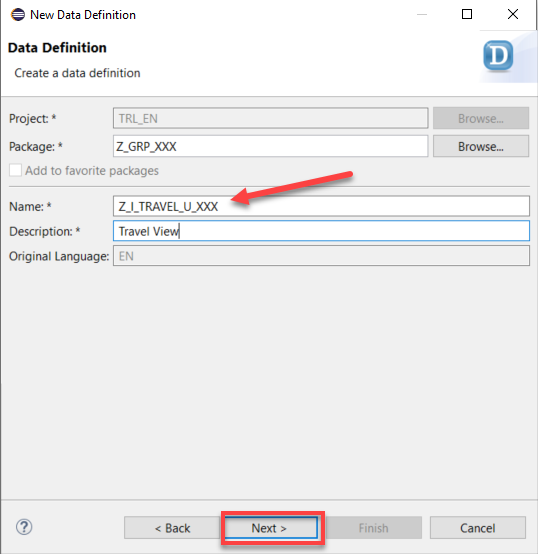 New Data Definition
Data Definition
Create a data definition
D
Project: * TRL_EN Browse...
Package: * Z_GRP_XXX Browse...
Add to favorite packages
Name: * Z_I_TRAVEL_U_XXX
Description: * Travel View
Original Language: EN
? < Back Next > Finish Cancel